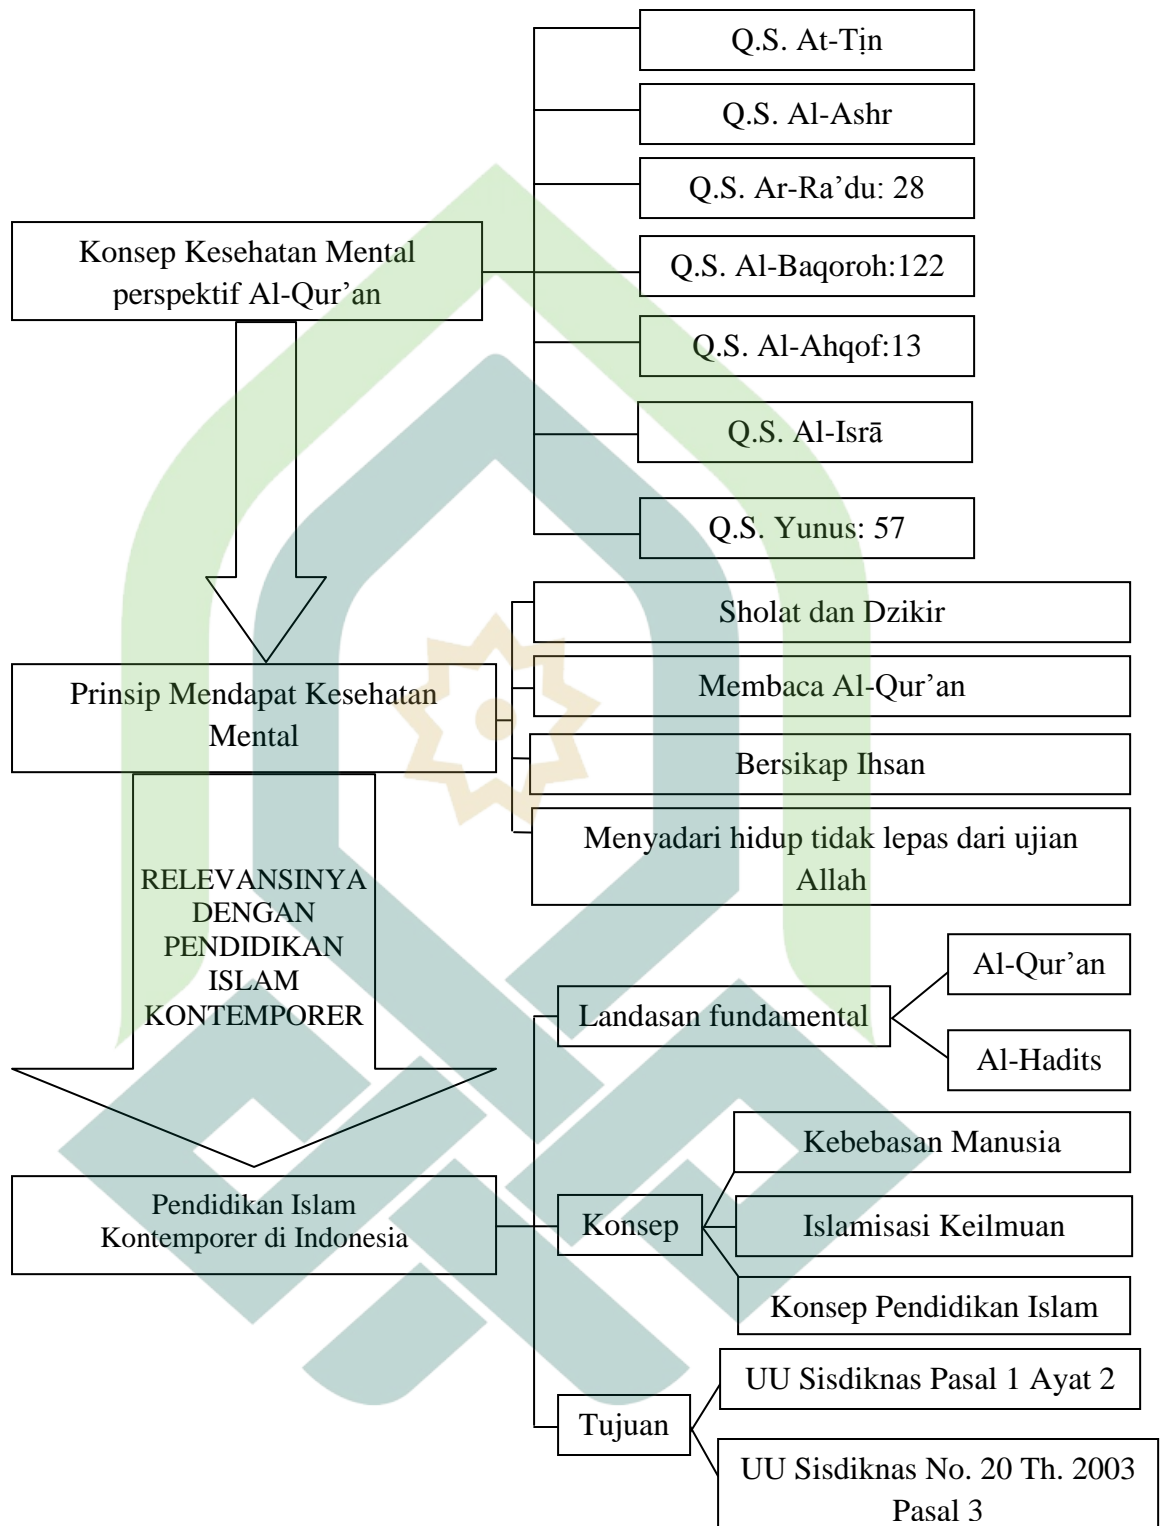 Q.S. At-Tịn
Q.S. Al-Ashr
Q.S. Ar-Ra’du: 28
Konsep Kesehatan Mental
perspektif Al-Qur’an
Q.S. Al-Baqoroh:122
Q.S. Al-Ahqof:13
Q.S. Al-Isrā
Q.S. Yunus: 57
Prinsip Mendapat Kesehatan
Mental
Sholat dan Dzikir
Membaca Al-Qur’an
Bersikap Ihsan
Menyadari hidup tidak lepas dari ujian
Allah
RELEVANSINYA
DENGAN
PENDIDIKAN
ISLAM
KONTEMPORER
Landasan fundamental
Al-Qur’an
Al-Hadits
Pendidikan Islam
Kontemporer di Indonesia
Konsep
Kebebasan Manusia
Islamisasi Keilmuan
Konsep Pendidikan Islam
Tujuan
UU Sisdiknas Pasal 1 Ayat 2
UU Sisdiknas No. 20 Th. 2003
Pasal 3